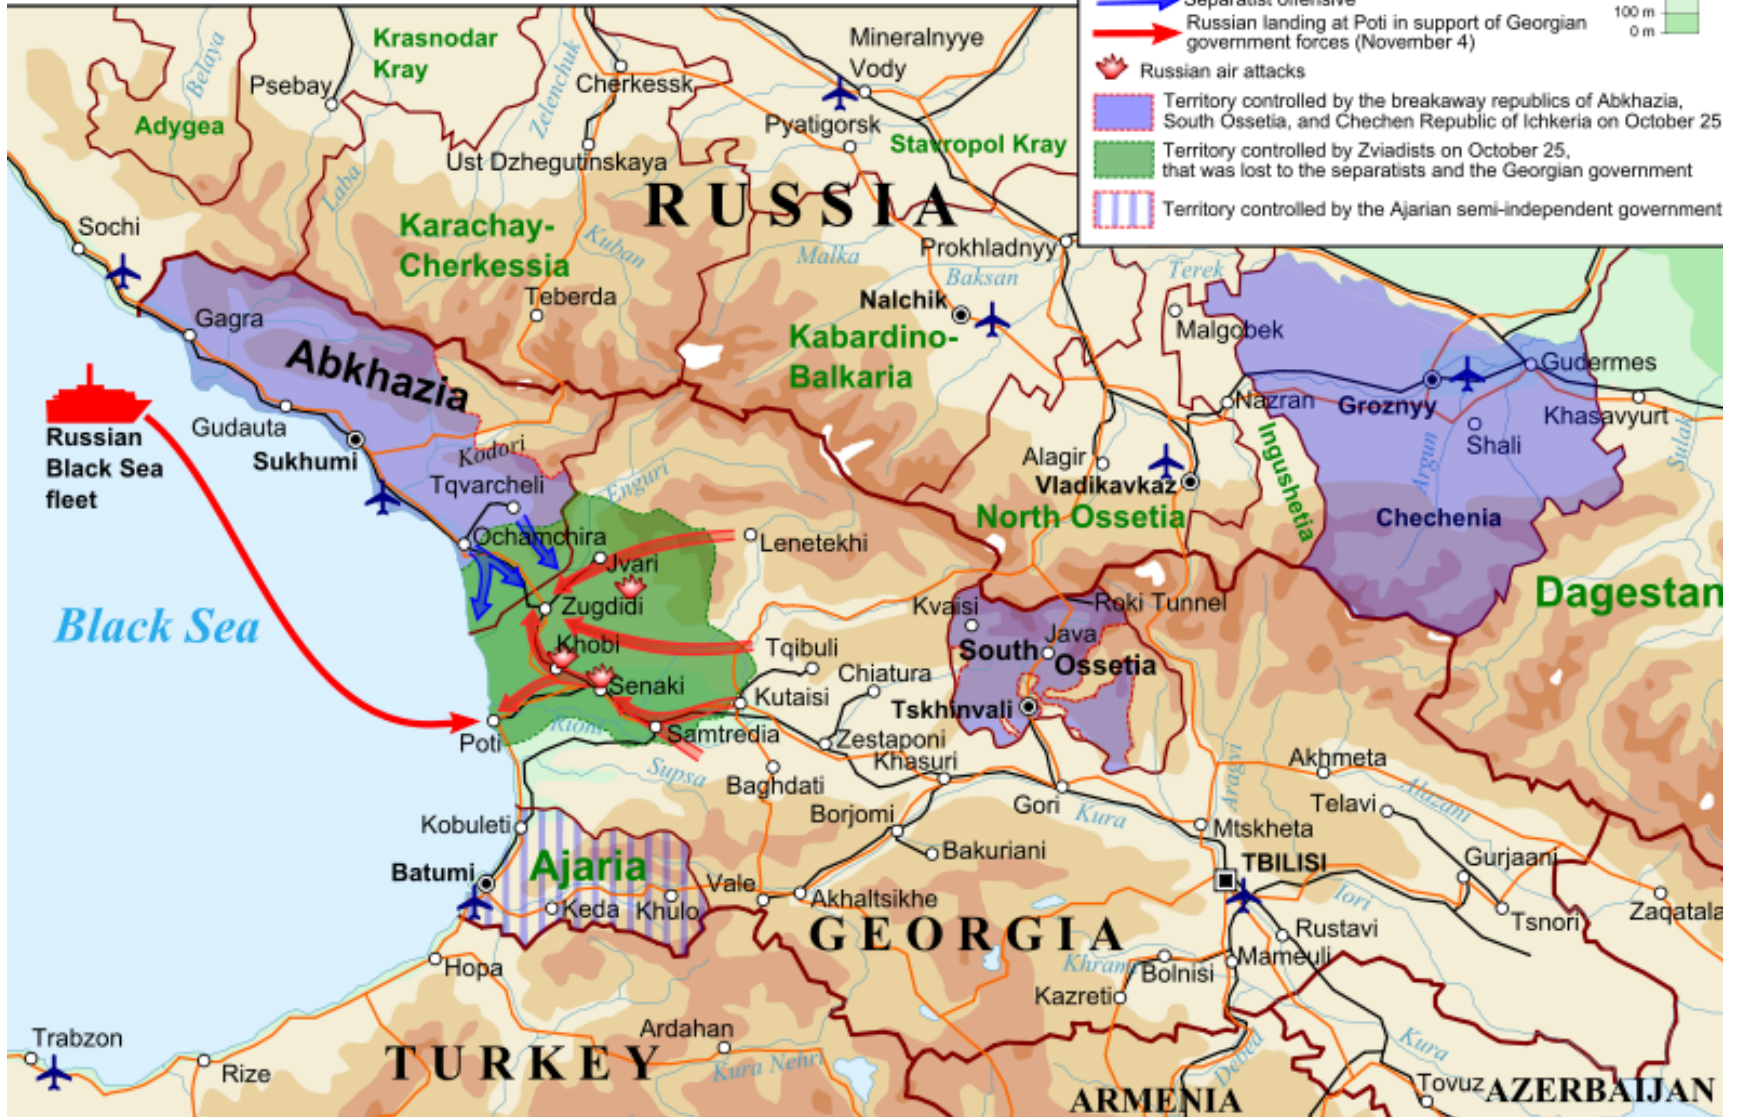 Separatist offensive
Russian landing at Poti in support of Georgian
government forces (November 4)
Russian air attacks
Territory controlled by the breakaway republics of Abkhazia,
South Ossetia, and Chechen Republic of Ichkeria on October 25
Territory controlled by Zviadists on October 25,
that was lost to the separatists and the Georgian government
Territory controlled by the Ajarian semi-independent government
100 m
0 m
Belaya
Krasnodar
Kray
Psebay
Adygea
Zelenchuk
Cherkessk
Mineralnyye
Vody
Pyatigorsk
Stavropol Kray
Ust Dzhegutinskaya
Laba
RUSSIA
Sochi
Karachay-
Cherkessia
Kuban
Malka
Prokhladnyy
Baksan
Terek
Teberda
Nalchik
Kabardino-
Balkaria
Malgobek
Gagra
Abkhazia
Gudermes
Groznyy
Nazran
Khasavyurt
Shali
Argun
Sulak
Russian
Black Sea
fleet
Gudauta
Sukhumi
Kodori
Tqvarcheli
Enguri
Alagir
Vladikavkaz
Ingushetia
North Ossetia
Chechenia
Ochamchira
Lenetekhi
Jvari
Dagestan
Zugdidi
Kvaisi
Roki Tunnel
Black Sea
Khobi
Tqibuli
South
Java
Ossetia
Senaki
Chiatura
Kutaisi
Tskhinvali
Poti
Rioni
Samtredia
Zestaponi
Khasuri
Supsa
Baghdati
Akhmeta
Aragvi
Alazani
Gori
Kura
Telavi
Kobuleti
Borjomi
Mtskheta
Bakuriani
Batumi
Ajaria
TBILISI
Gurjaani
Keda
Khulo
Vale
Akhaltsikhe
Iori
Tsnori
Zaqatala
GEORGIA
Rustavi
Hopa
Khrami
Bolnisi
Mameuli
Kazreti
Trabzon
Ardahan
TURKEY
Rize
Kura Nehri
Debed
Kura
Tovuz
ARMENIA
AZERBAIJAN